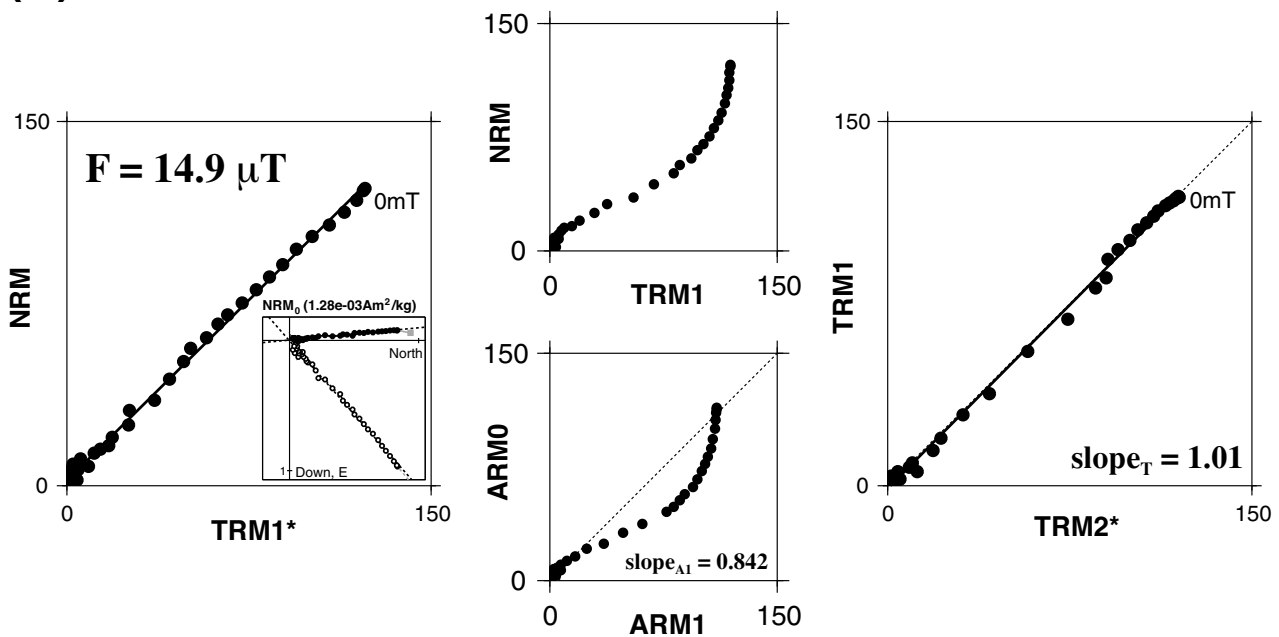 150
NRM
0
0
150
TRM1*
F = 14.9 μT
0mT
NRM₀ (1.28e-03Am²/kg)
North
1
Down, E
150
NRM
0
0
150
TRM1
150
ARM0
0
0
150
ARM1
slope_A1 = 0.842
150
TRM1
0
0
150
TRM2*
0mT
slope_T = 1.01